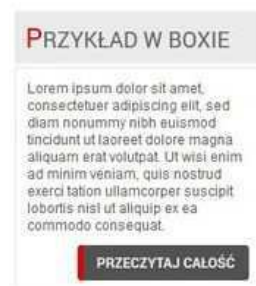 PRZYKŁAD W BOXIE
Lorem ipsum dolor sit amet,
consectetuer adipiscing elit, sed
diam nonummy nibh euismod
tincidunt ut laoreet dolore magna
aliquam erat volutpat. Ut wisi enim
ad minim veniam, quis nostrud
exerci tation ullamcorper suscipit
lobortis nisl ut aliquip ex ea
commodo consequat.
PRZECZYTAJ CAŁOŚĆ